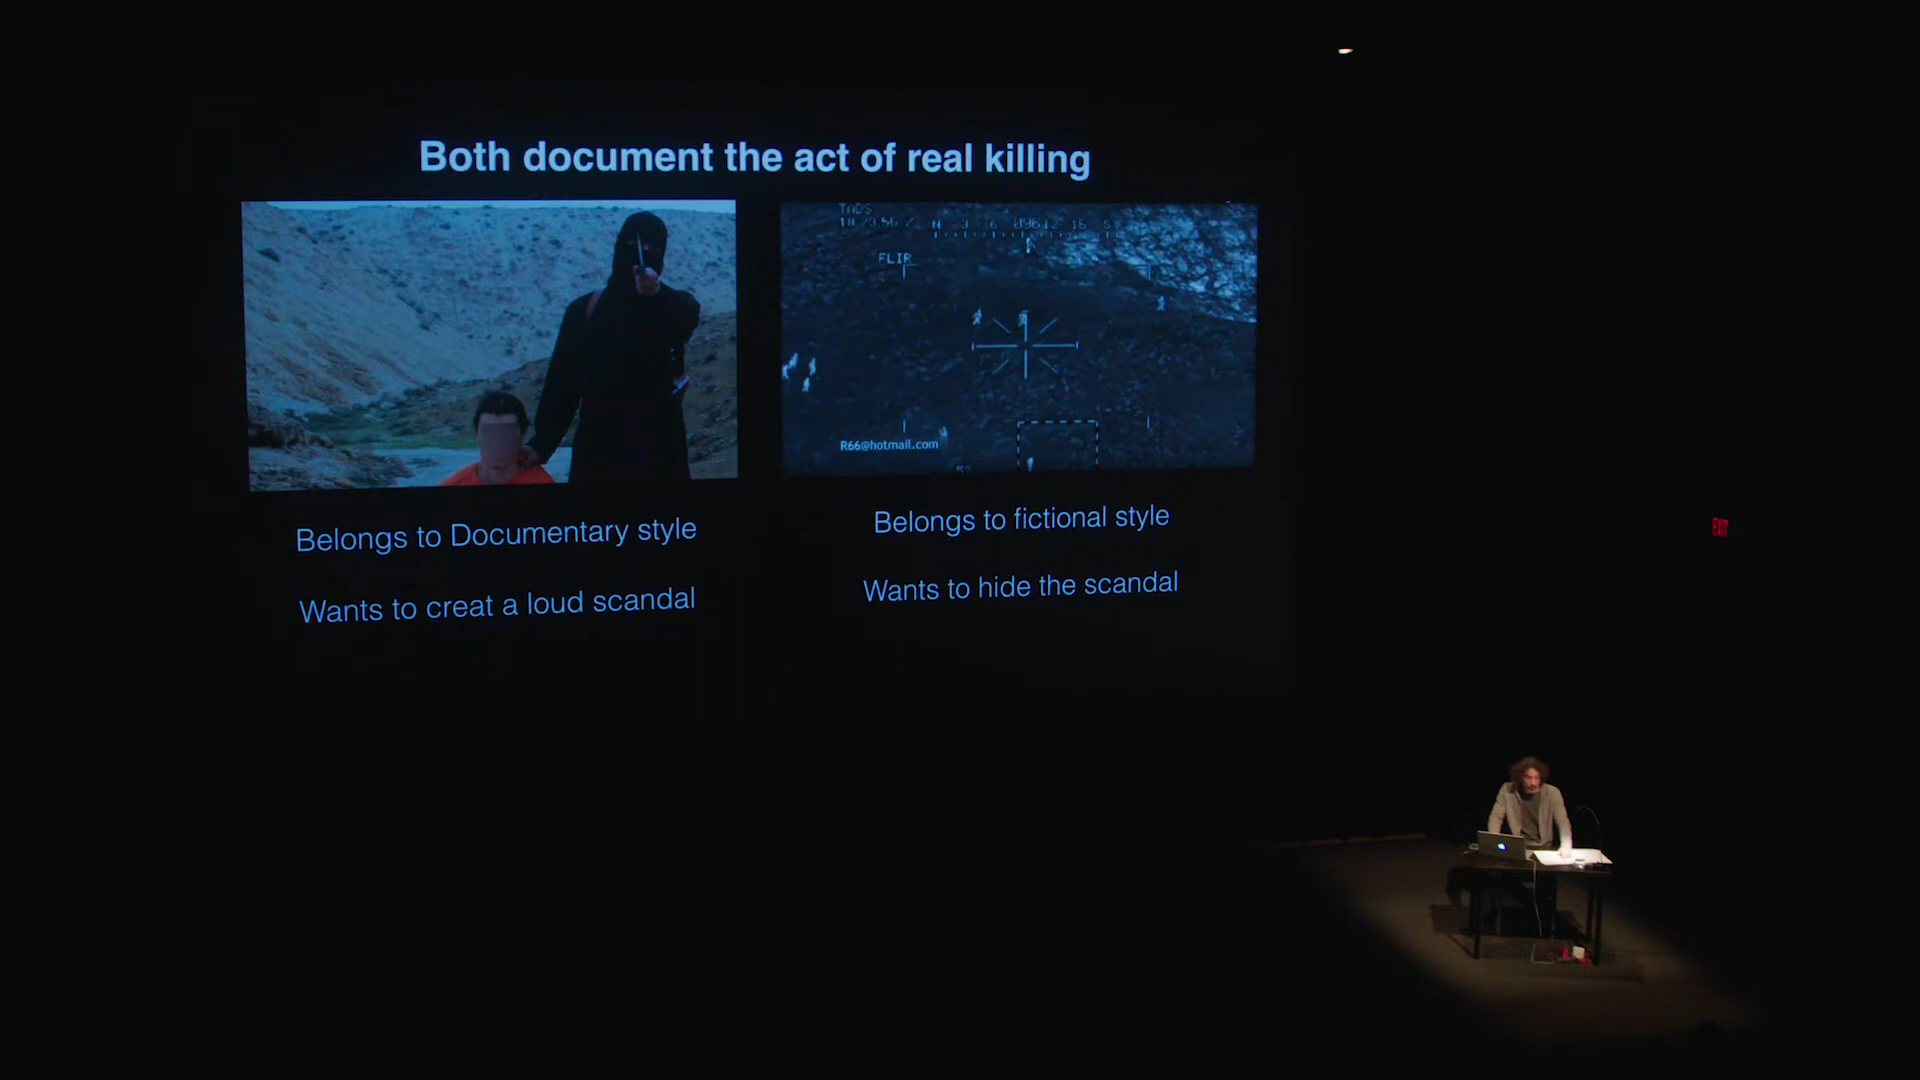 Both document the act of real killing
TADS
FLIR
R66@hotmail.com
Belongs to Documentary style
Belongs to fictional style
Wants to creat a loud scandal
Wants to hide the scandal